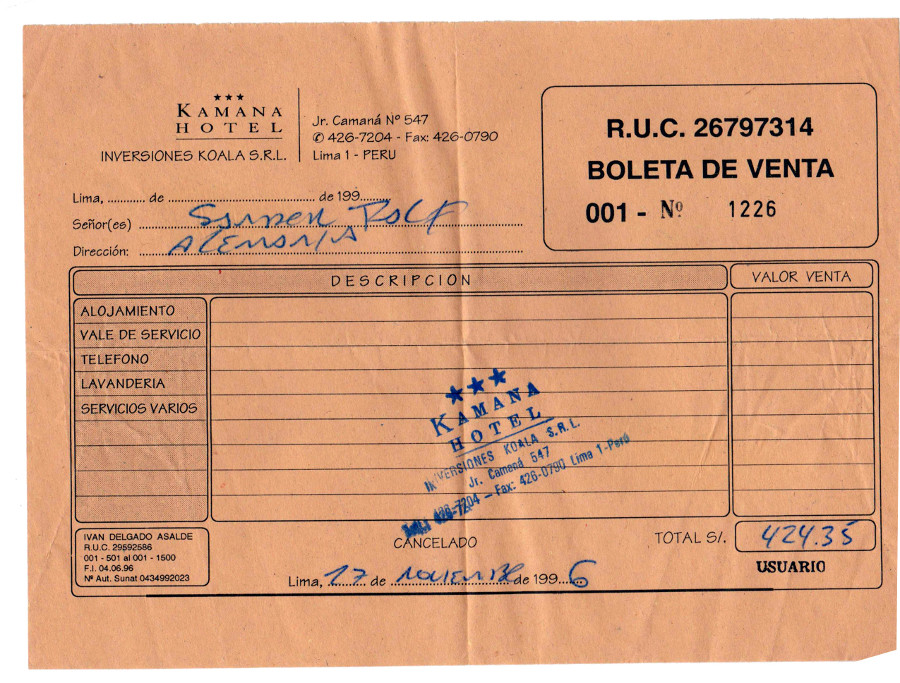 ★★★
KAMANA
HOTEL
INVERSIONES KOALA S.R.L.
Jr. Camaná Nº 547
✆ 426-7204 - Fax: 426-0790
Lima 1 - PERU
R.U.C. 26797314
BOLETA DE VENTA
001 - Nº 1226
Lima, ........... de .......................................... de 199........
Señor(es) Rolf
Dirección: Alemania
DESCRIPCION VALOR VENTA
ALOJAMIENTO
VALE DE SERVICIO
TELEFONO
LAVANDERIA
SERVICIOS VARIOS
★★★
KAMANA
HOTEL
INVERSIONES KOALA S.R.L.
Jr. Camaná 547
426-7204 - Fax: 426-0790 Lima 1-Perú
IVAN DELGADO ASALDE
R.U.C. 29592586
001 - 501 al 001 - 1500
F.I. 04.06.96
Nº Aut. Sunat 0434992023
CANCELADO
TOTAL S/. 424.35
USUARIO
Lima, 17 de Noviembre de 1996